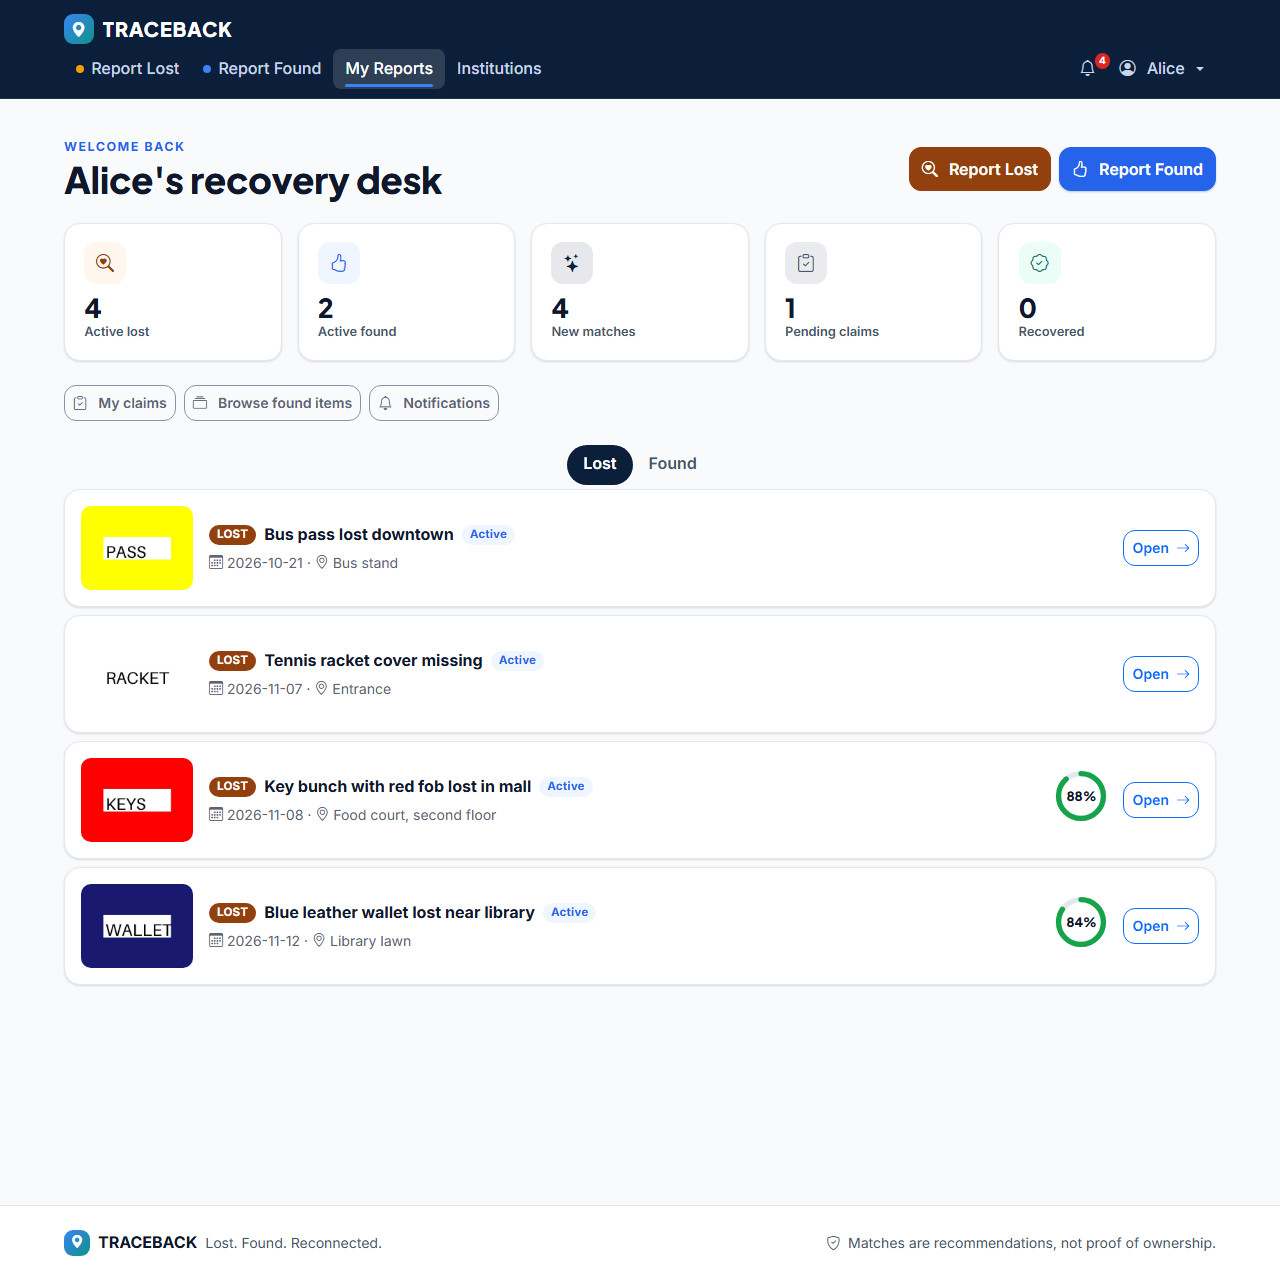 TRACEBACK
Report Lost
Report Found
My Reports
Institutions
4
Alice
WELCOME BACK
Alice's recovery desk
Report Lost
Report Found
4
Active lost
2
Active found
4
New matches
1
Pending claims
0
Recovered
My claims
Browse found items
Notifications
Lost
Found
PASS
LOST Bus pass lost downtown Active
2026-10-21 · Bus stand
Open
RACKET
LOST Tennis racket cover missing Active
2026-11-07 · Entrance
Open
KEYS
LOST Key bunch with red fob lost in mall Active
2026-11-08 · Food court, second floor
88%
Open
WALLET
LOST Blue leather wallet lost near library Active
2026-11-12 · Library lawn
84%
Open
TRACEBACK Lost. Found. Reconnected.
Matches are recommendations, not proof of ownership.